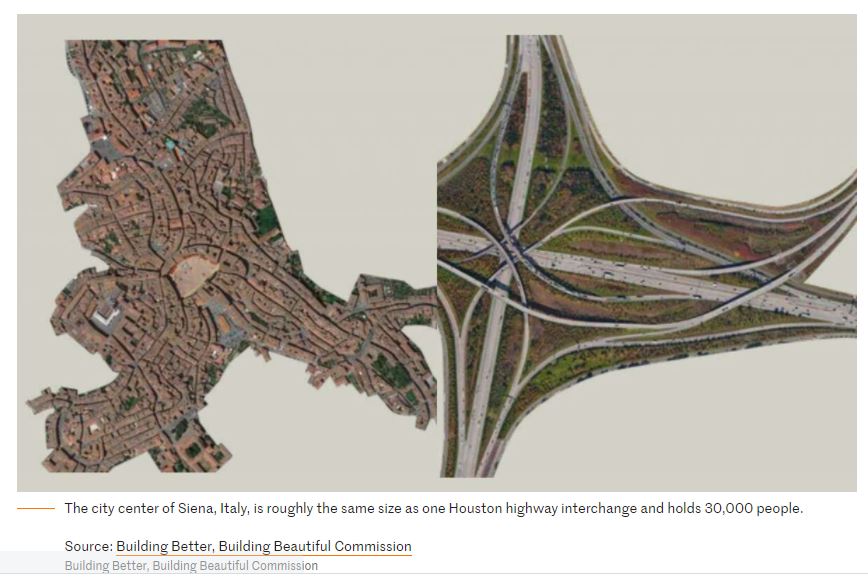 The city center of Siena, Italy, is roughly the same size as one Houston highway interchange and holds 30,000 people.
Source: Building Better, Building Beautiful Commission
Building Better, Building Beautiful Commission